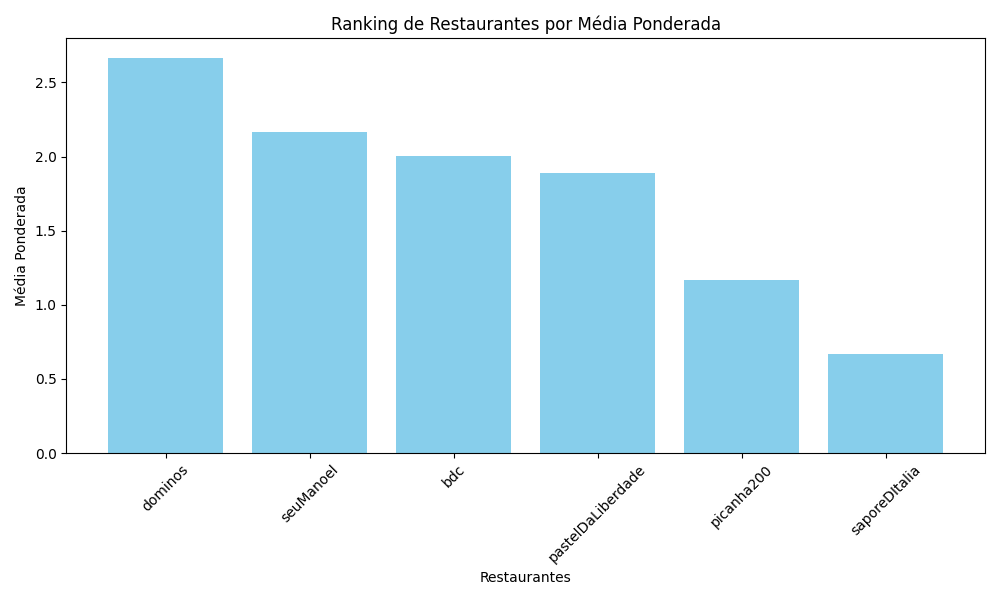 Ranking de Restaurantes por Média Ponderada
Média Ponderada
2.5
2.0
1.5
1.0
0.5
0.0
dominos
seuManoel
bdc
pastelDaLiberdade
picanha200
saporeDItalia
Restaurantes